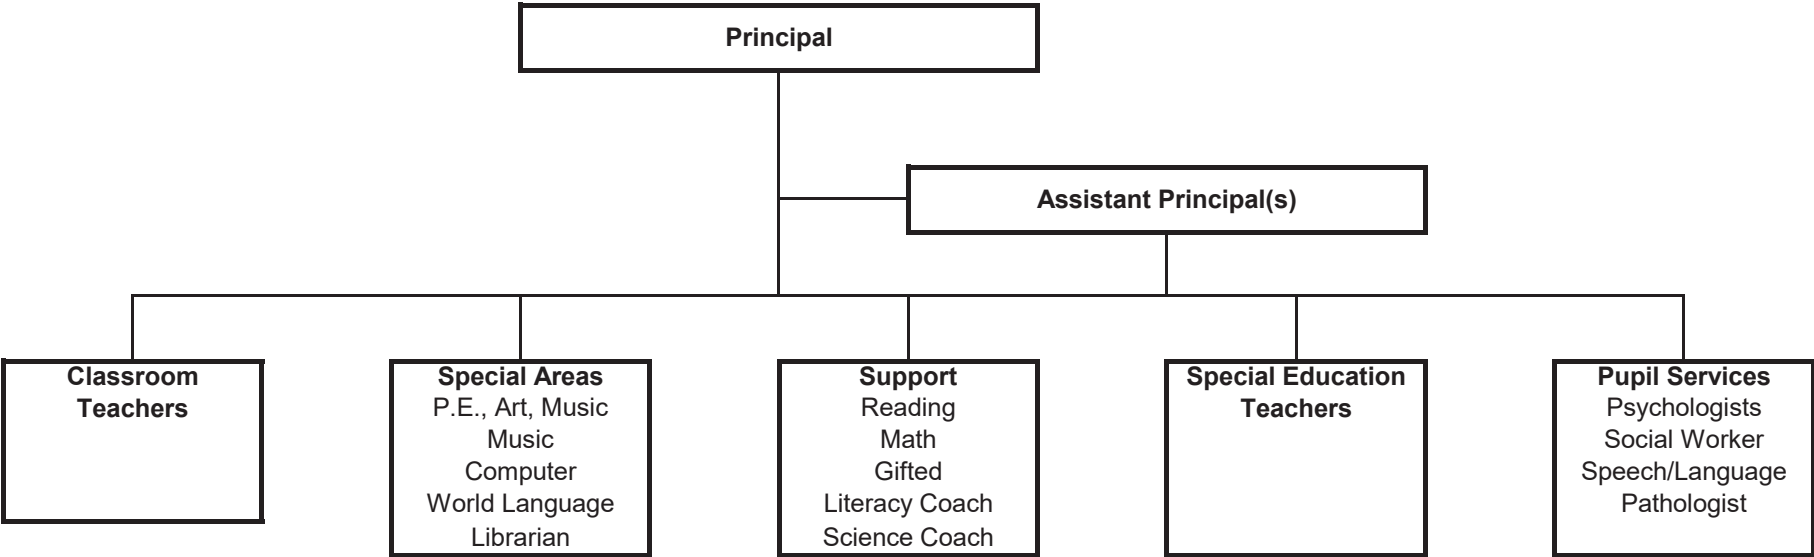 Principal
Assistant Principal(s)
Classroom
Teachers
Special Areas
P.E., Art, Music
Music
Computer
World Language
Librarian
Support
Reading
Math
Gifted
Literacy Coach
Science Coach
Special Education
Teachers
Pupil Services
Psychologists
Social Worker
Speech/Language
Pathologist